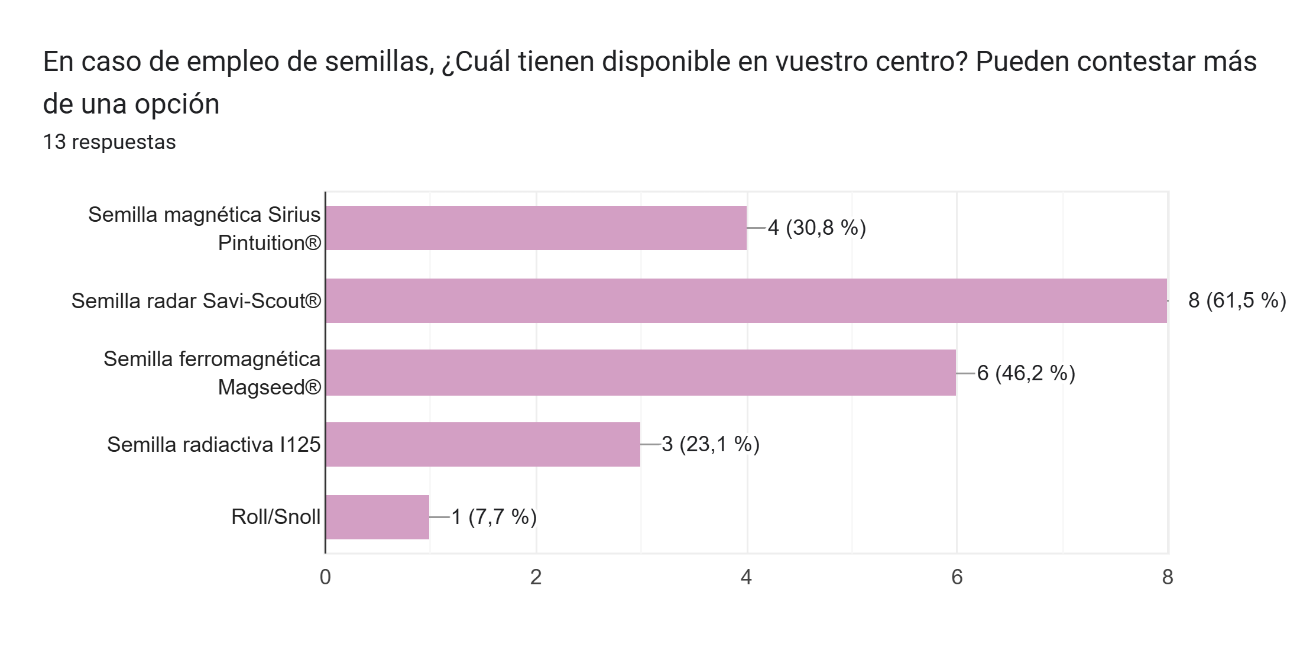 En caso de empleo de semillas, ¿Cuál tienen disponible en vuestro centro? Pueden contestar más
de una opción
13 respuestas
Semilla magnética Sirius
Pintuition®
4 (30,8 %)
Semilla radar Savi-Scout®
8 (61,5 %)
Semilla ferromagnética
Magseed®
6 (46,2 %)
Semilla radiactiva I125
3 (23,1 %)
Roll/Snoll
1 (7,7 %)
0 2 4 6 8